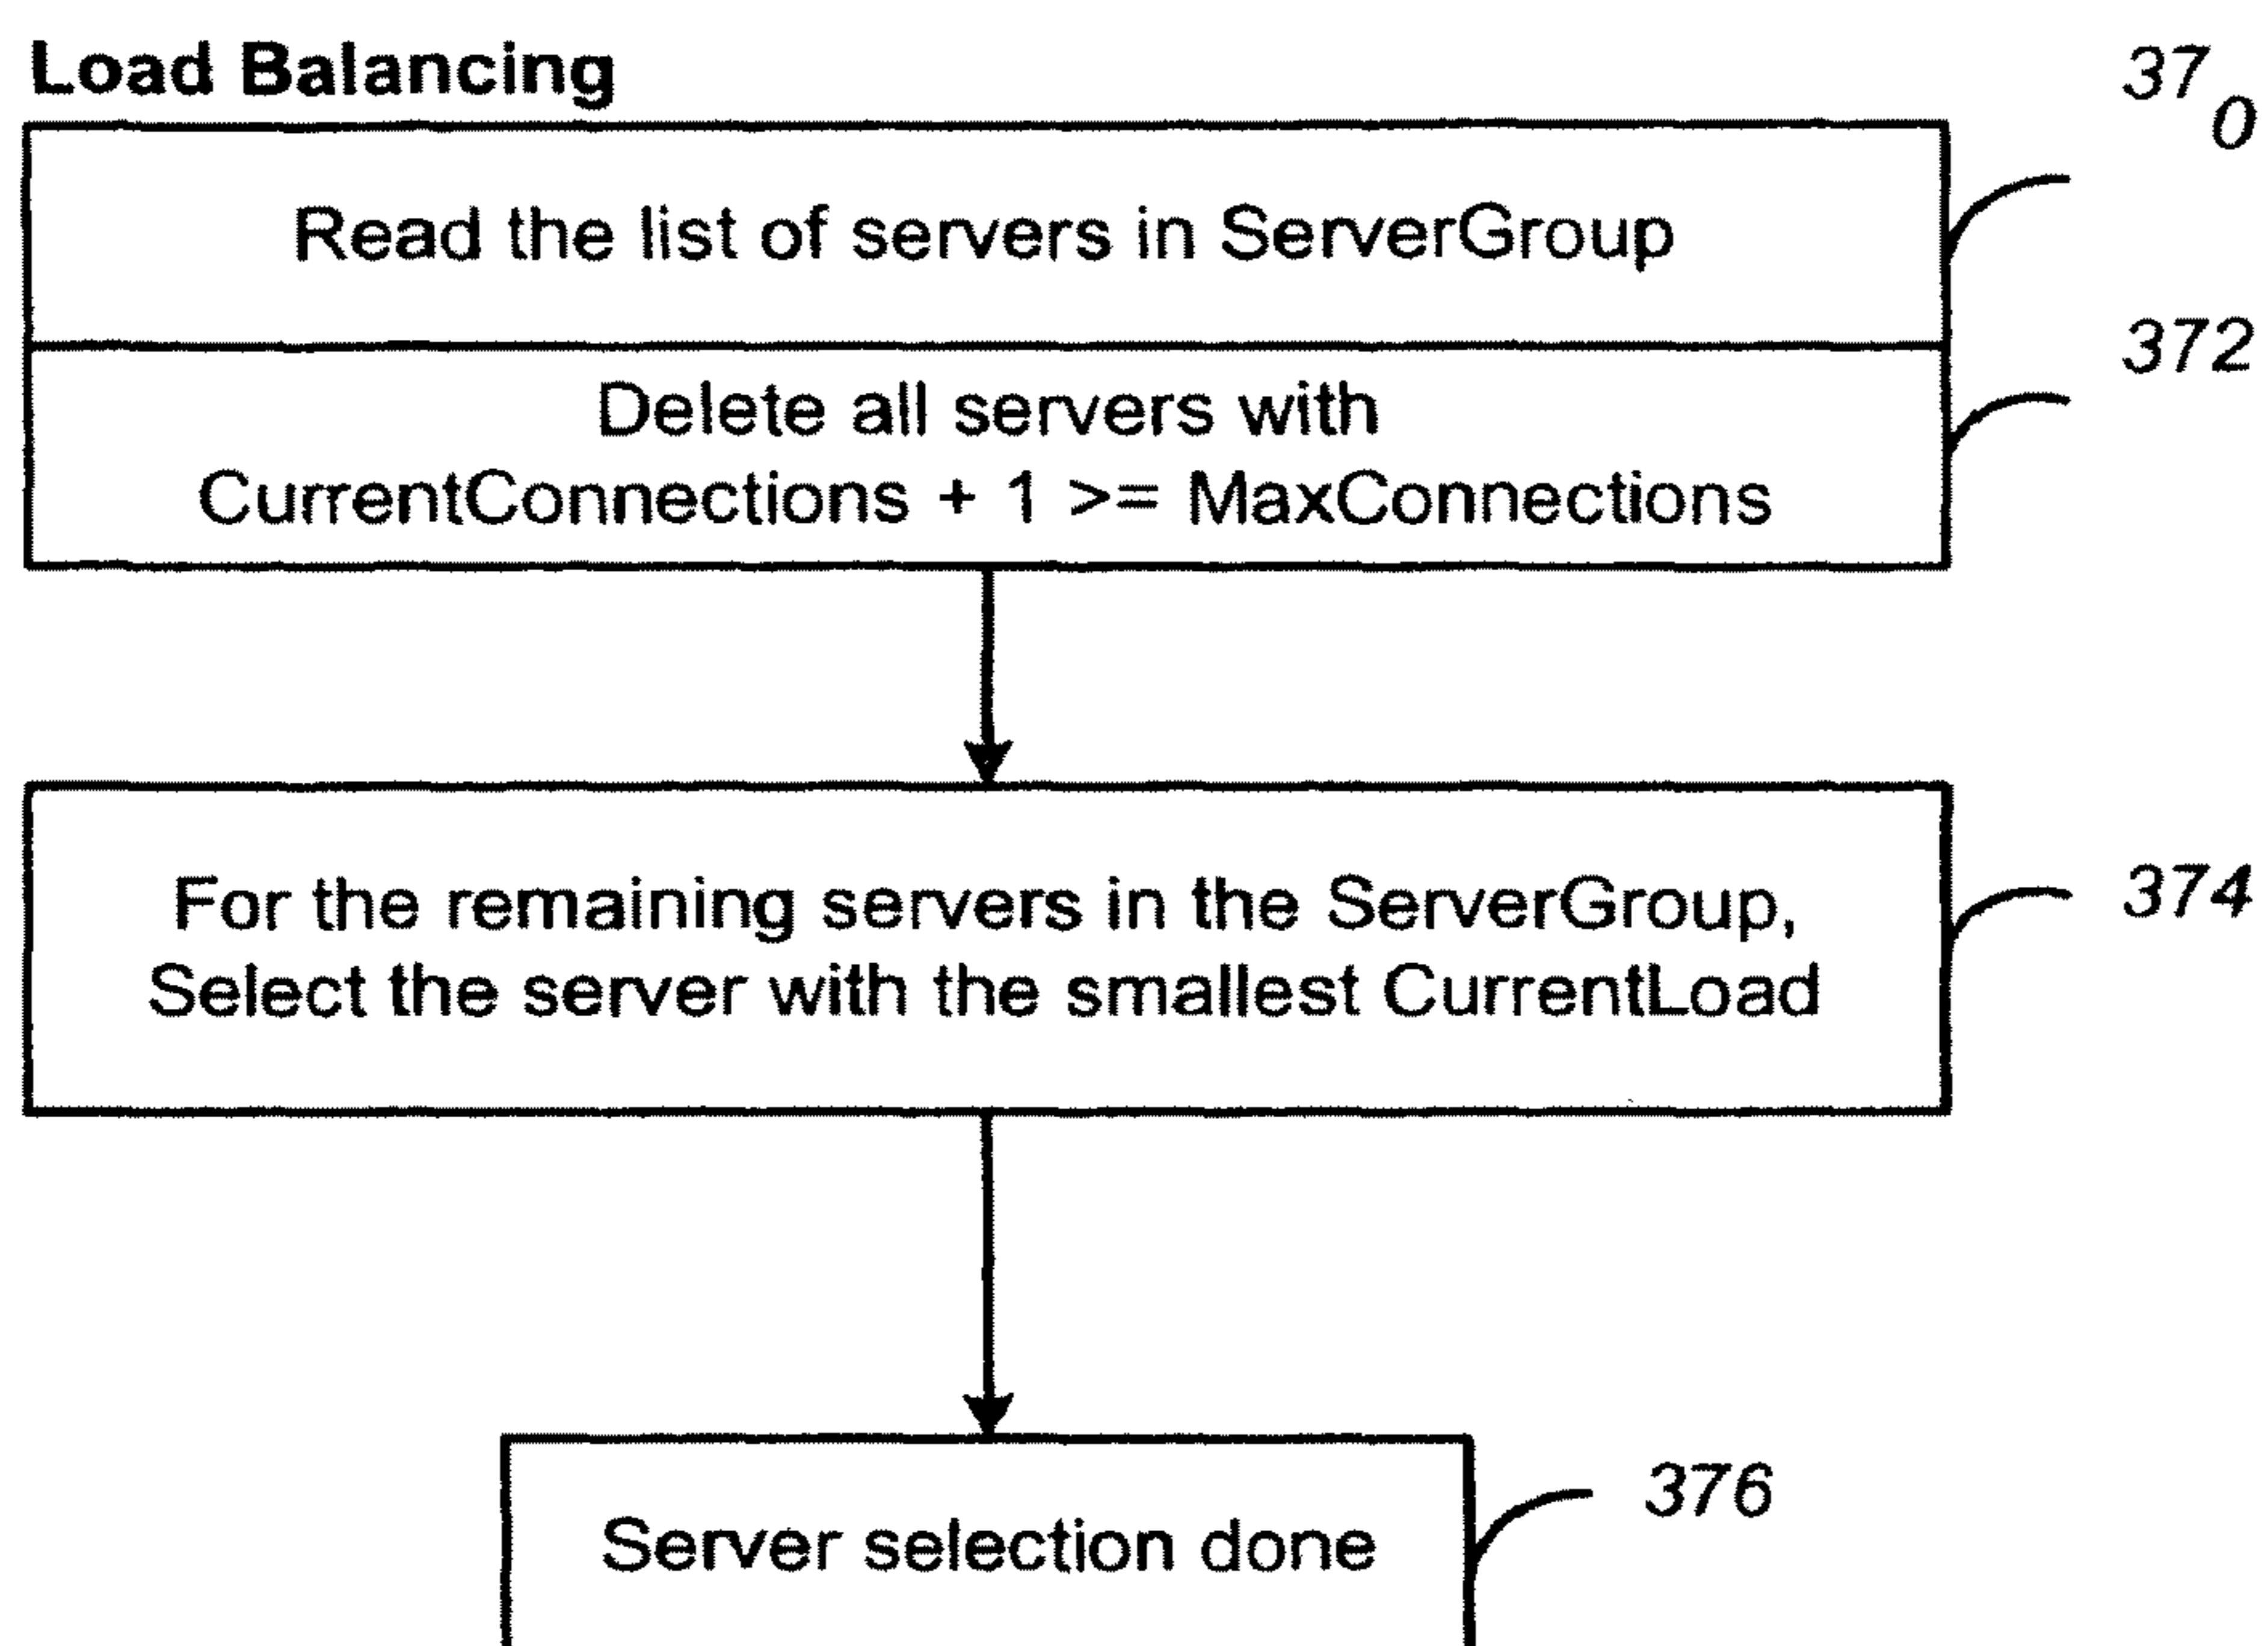 Load Balancing
370
Read the list of servers in ServerGroup
372
Delete all servers with
CurrentConnections + 1 >= MaxConnections
For the remaining servers in the ServerGroup,
374
Select the server with the smallest CurrentLoad
376
Server selection done